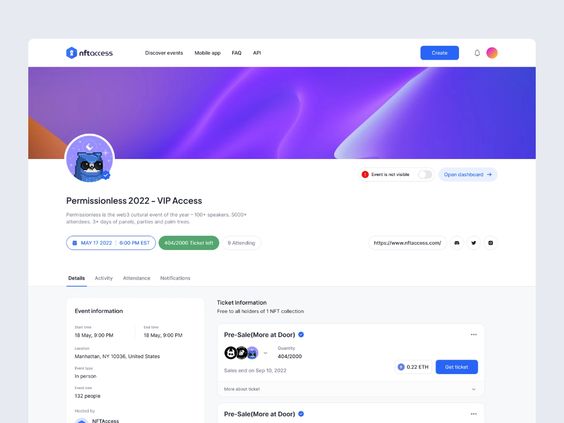 nftaccess
Discover events
Mobile app
FAQ
API
Create
Event is not visible
Open dashboard
Permissionless 2022 - VIP Access
Permissionless is the web3 cultural event of the year – 100+ speakers. 5000+
attendees. 3+ days of panels, parties and palm trees.
MAY 17 2022 | 6:00 PM EST
404/2000 Ticket left
9 Attending
https://www.nftaccess.com/
Details
Activity
Attendance
Notifications
Event information
Start time
End time
18 May, 9:00 PM
18 May, 9:00 PM
Location
Manhattan, NY 10036, United States
Event type
In person
Event size
132 people
Hosted by
NFTAccess
Ticket Information
Free to all holders of 1 NFT collection
Pre-Sale(More at Door)
Quantity
404/2000
Sales end on Sep 10, 2022
0.22 ETH
Get ticket
More about ticket
Pre-Sale(More at Door)